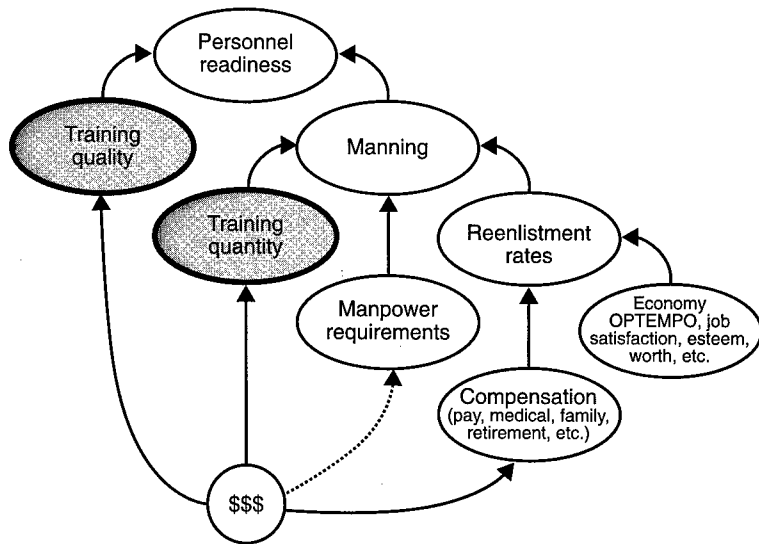 Personnel
readiness
Training
quality
Manning
Training
quantity
Reenlistment
rates
Manpower
requirements
Economy
OPTEMPO, job
satisfaction, esteem,
worth, etc.
Compensation
(pay, medical, family,
retirement, etc.)
$$$